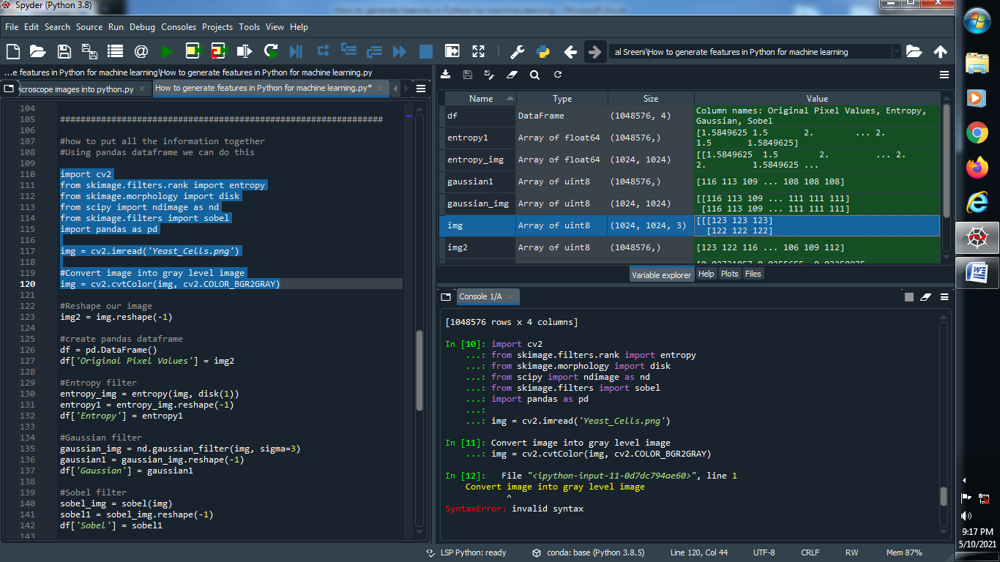 Spyder (Python 3.8)
File Edit Search Source Run Debug Consoles Projects Tools View Help
al Sreeni\How to generate features in Python for machine learning
...e features in Python for machine learning\How to generate features in Python for machine learning.py
icroscope images into python.py
How to generate features in Python for machine learning.py*
104
105 ###############################################################
106
107 #how to put all the information together
108 #Using pandas dataframe we can do this
109
110 import cv2
111 from skimage.filters.rank import entropy
112 from skimage.morphology import disk
113 from scipy import ndimage as nd
114 from skimage.filters import sobel
115 import pandas as pd
116
117 img = cv2.imread('Yeast_Cells.png')
118
119 #Convert image into gray level image
120 img = cv2.cvtColor(img, cv2.COLOR_BGR2GRAY)
121
122 #Reshape our image
123 img2 = img.reshape(-1)
124
125 #create pandas dataframe
126 df = pd.DataFrame()
127 df['Original Pixel Values'] = img2
128
129 #Entropy filter
130 entropy_img = entropy(img, disk(1))
131 entropy1 = entropy_img.reshape(-1)
132 df['Entropy'] = entropy1
133
134 #Gaussian filter
135 gaussian_img = nd.gaussian_filter(img, sigma=3)
136 gaussian1 = gaussian_img.reshape(-1)
137 df['Gaussian'] = gaussian1
138
139 #Sobel filter
140 sobel_img = sobel(img)
141 sobel1 = sobel_img.reshape(-1)
142 df['Sobel'] = sobel1
143
Name Type Size Value
df DataFrame (1048576, 4) Column names: Original Pixel Values, Entropy,
Gaussian, Sobel
entropy1 Array of float64 (1048576,) [1.5849625 1.5 2. ... 2.
1.5 1.5849625]
entropy_img Array of float64 (1024, 1024) [[1.5849625 1.5 2. ... 2.
2. 1.5849625 ...
gaussian1 Array of uint8 (1048576,) [116 113 109 ... 108 108 108]
gaussian_img Array of uint8 (1024, 1024) [[116 113 109 ... 111 111 111]
[116 113 109 ... 111 111 111]
img Array of uint8 (1024, 1024, 3) [[[123 123 123]
[122 122 122]
img2 Array of uint8 (1048576,) [123 122 116 ... 106 109 112]
Variable explorer Help Plots Files
Console 1/A
[1048576 rows x 4 columns]
In [10]: import cv2
...: from skimage.filters.rank import entropy
...: from skimage.morphology import disk
...: from scipy import ndimage as nd
...: from skimage.filters import sobel
...: import pandas as pd
...:
...: img = cv2.imread('Yeast_Cells.png')
In [11]: Convert image into gray level image
...: img = cv2.cvtColor(img, cv2.COLOR_BGR2GRAY)
In [12]: File "<ipython-input-11-0d7dc794ae60>", line 1
Convert image into gray level image
^
SyntaxError: invalid syntax
LSP Python: ready conda: base (Python 3.8.5) Line 120, Col 44 UTF-8 CRLF RW Mem 87%
9:17 PM
5/10/2021